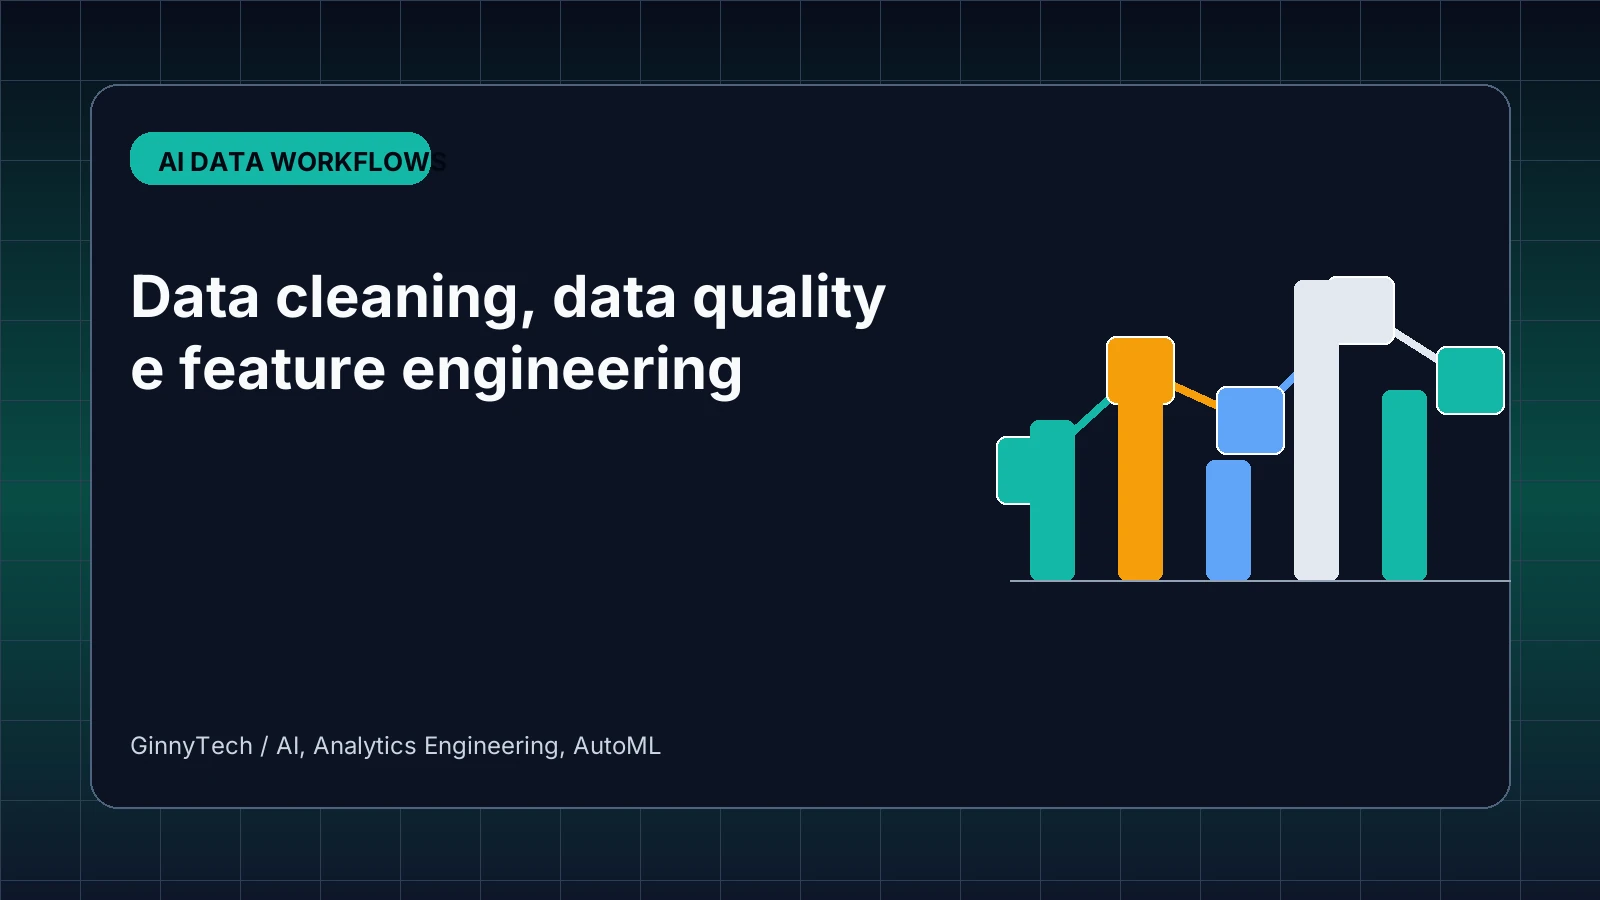 AI DATA WORKFLOWS
Data cleaning, data quality
e feature engineering
GinnyTech / AI, Analytics Engineering, AutoML